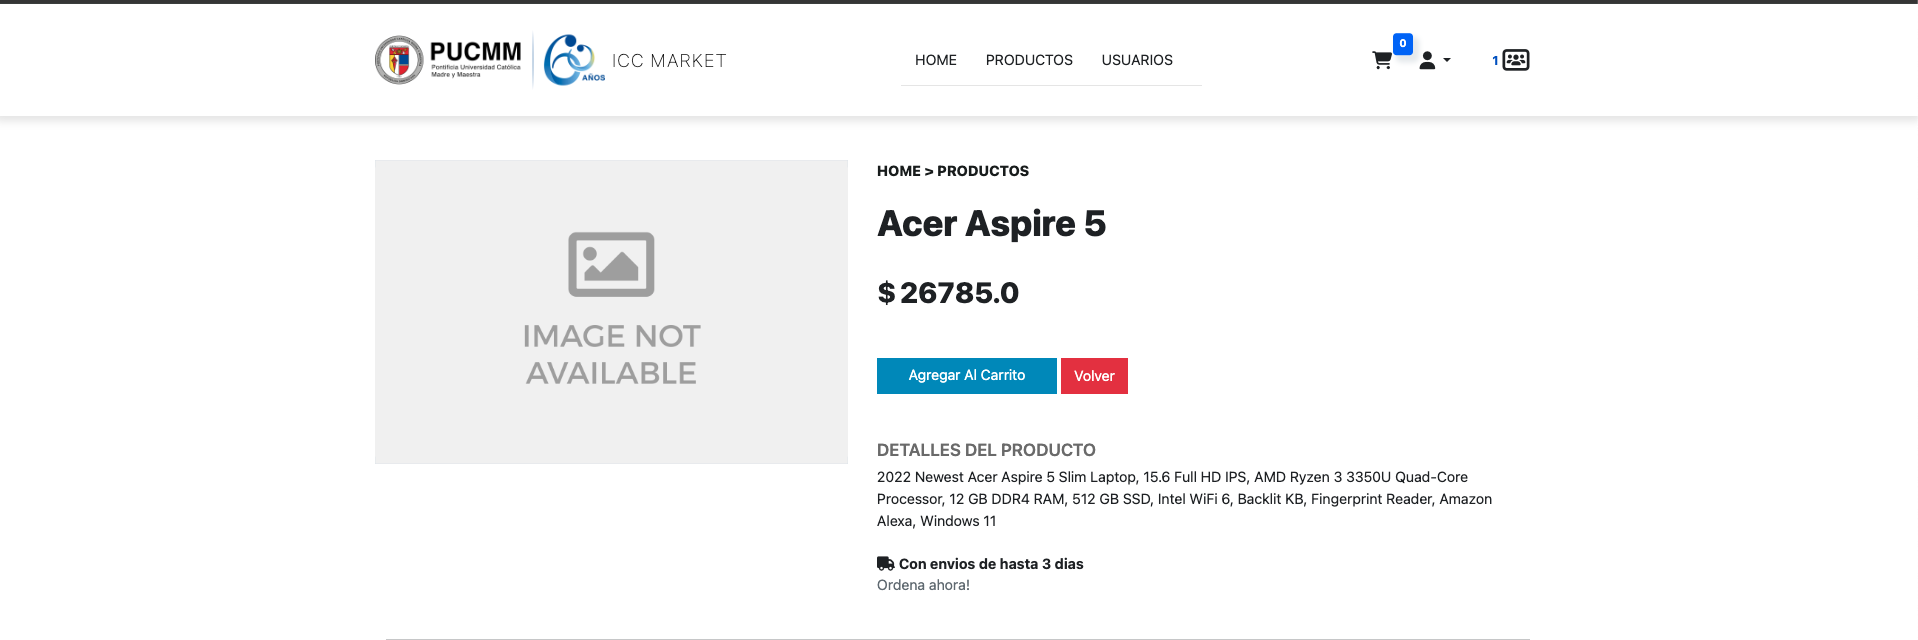 PUCMM
Pontificia Universidad Católica
Madre y Maestra
AÑOS
ICC MARKET
HOME PRODUCTOS USUARIOS
0
1
IMAGE NOT
AVAILABLE
HOME > PRODUCTOS
Acer Aspire 5
$ 26785.0
Agregar Al Carrito Volver
DETALLES DEL PRODUCTO
2022 Newest Acer Aspire 5 Slim Laptop, 15.6 Full HD IPS, AMD Ryzen 3 3350U Quad-Core
Processor, 12 GB DDR4 RAM, 512 GB SSD, Intel WiFi 6, Backlit KB, Fingerprint Reader, Amazon
Alexa, Windows 11
Con envios de hasta 3 dias
Ordena ahora!